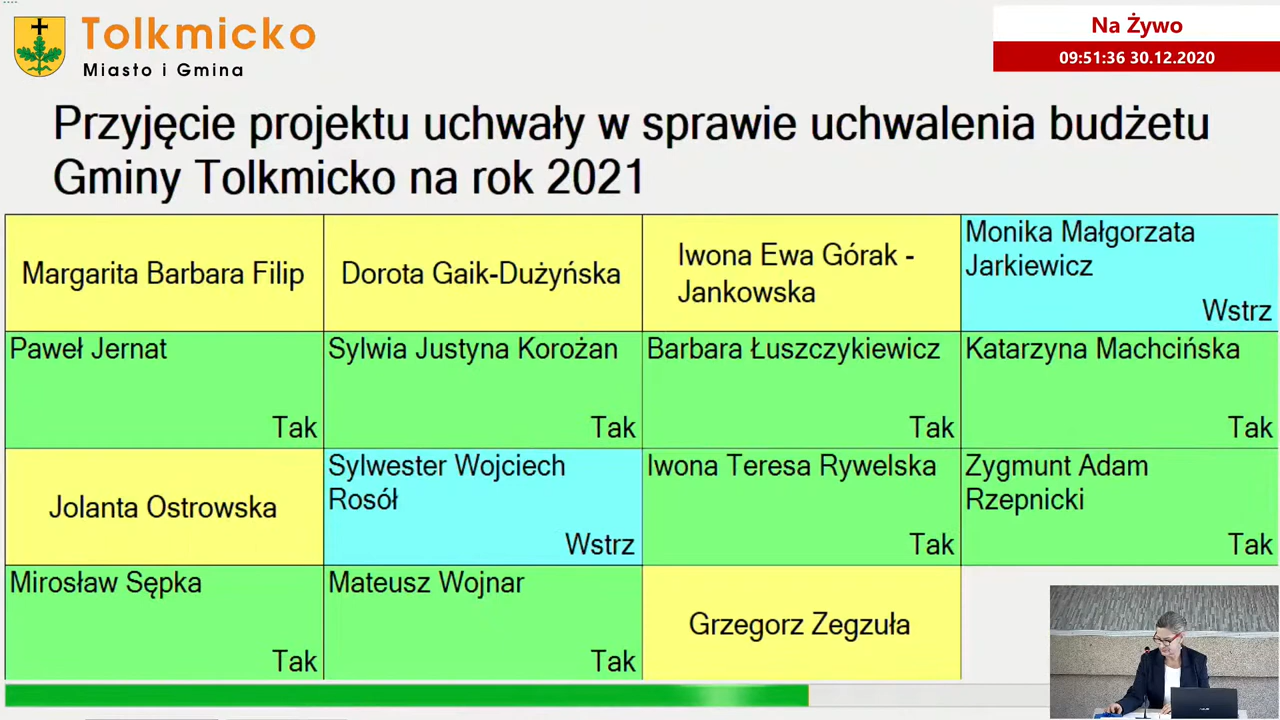 Tolkmicko
Miasto i Gmina
Na Żywo
09:51:36 30.12.2020
Przyjęcie projektu uchwały w sprawie uchwalenia budżetu
Gminy Tolkmicko na rok 2021
Margarita Barbara Filip
Dorota Gaik-Dużyńska
Iwona Ewa Górak -
Jankowska
Monika Małgorzata
Jarkiewicz
Wstrz
Paweł Jernat
Tak
Sylwia Justyna Korożan
Tak
Barbara Łuszczykiewicz
Tak
Katarzyna Machcińska
Tak
Jolanta Ostrowska
Sylwester Wojciech
Rosół
Wstrz
Iwona Teresa Rywelska
Tak
Zygmunt Adam
Rzepnicki
Tak
Mirosław Sępka
Tak
Mateusz Wojnar
Tak
Grzegorz Zegzuła